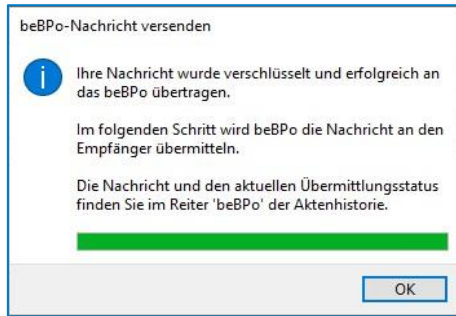 beBPo-Nachricht versenden
Ihre Nachricht wurde verschlüsselt und erfolgreich an
das beBPo übertragen.
Im folgenden Schritt wird beBPo die Nachricht an den
Empfänger übermitteln.
Die Nachricht und den aktuellen Übermittlungsstatus
finden Sie im Reiter 'beBPo' der Aktenhistorie.
OK